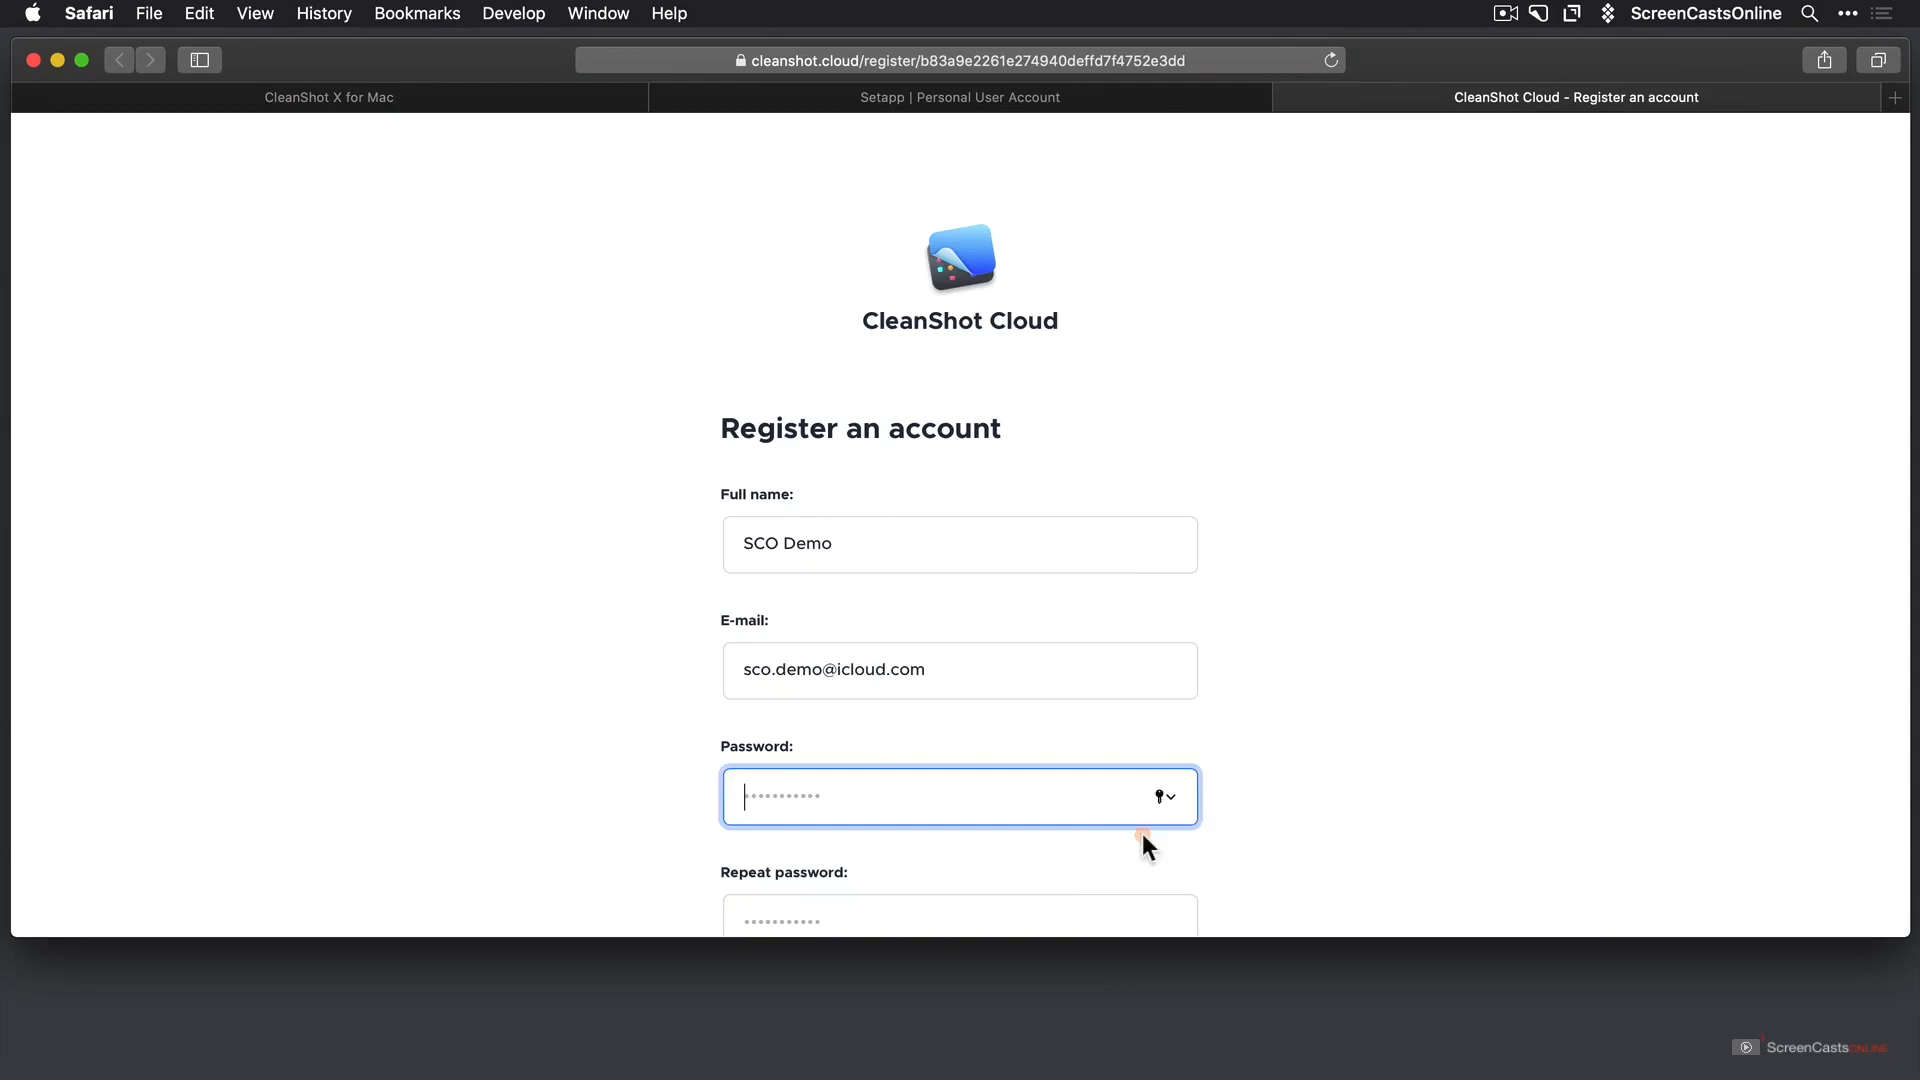 Safari File Edit View History Bookmarks Develop Window Help ScreenCastsOnline
cleanshot.cloud/register/b83a9e2261e274940deffd7f4752e3dd
CleanShot X for Mac
Setapp | Personal User Account
CleanShot Cloud - Register an account
CleanShot Cloud
Register an account
Full name:
SCO Demo
E-mail:
sco.demo@icloud.com
Password:
Repeat password:
ScreenCastsONLINE